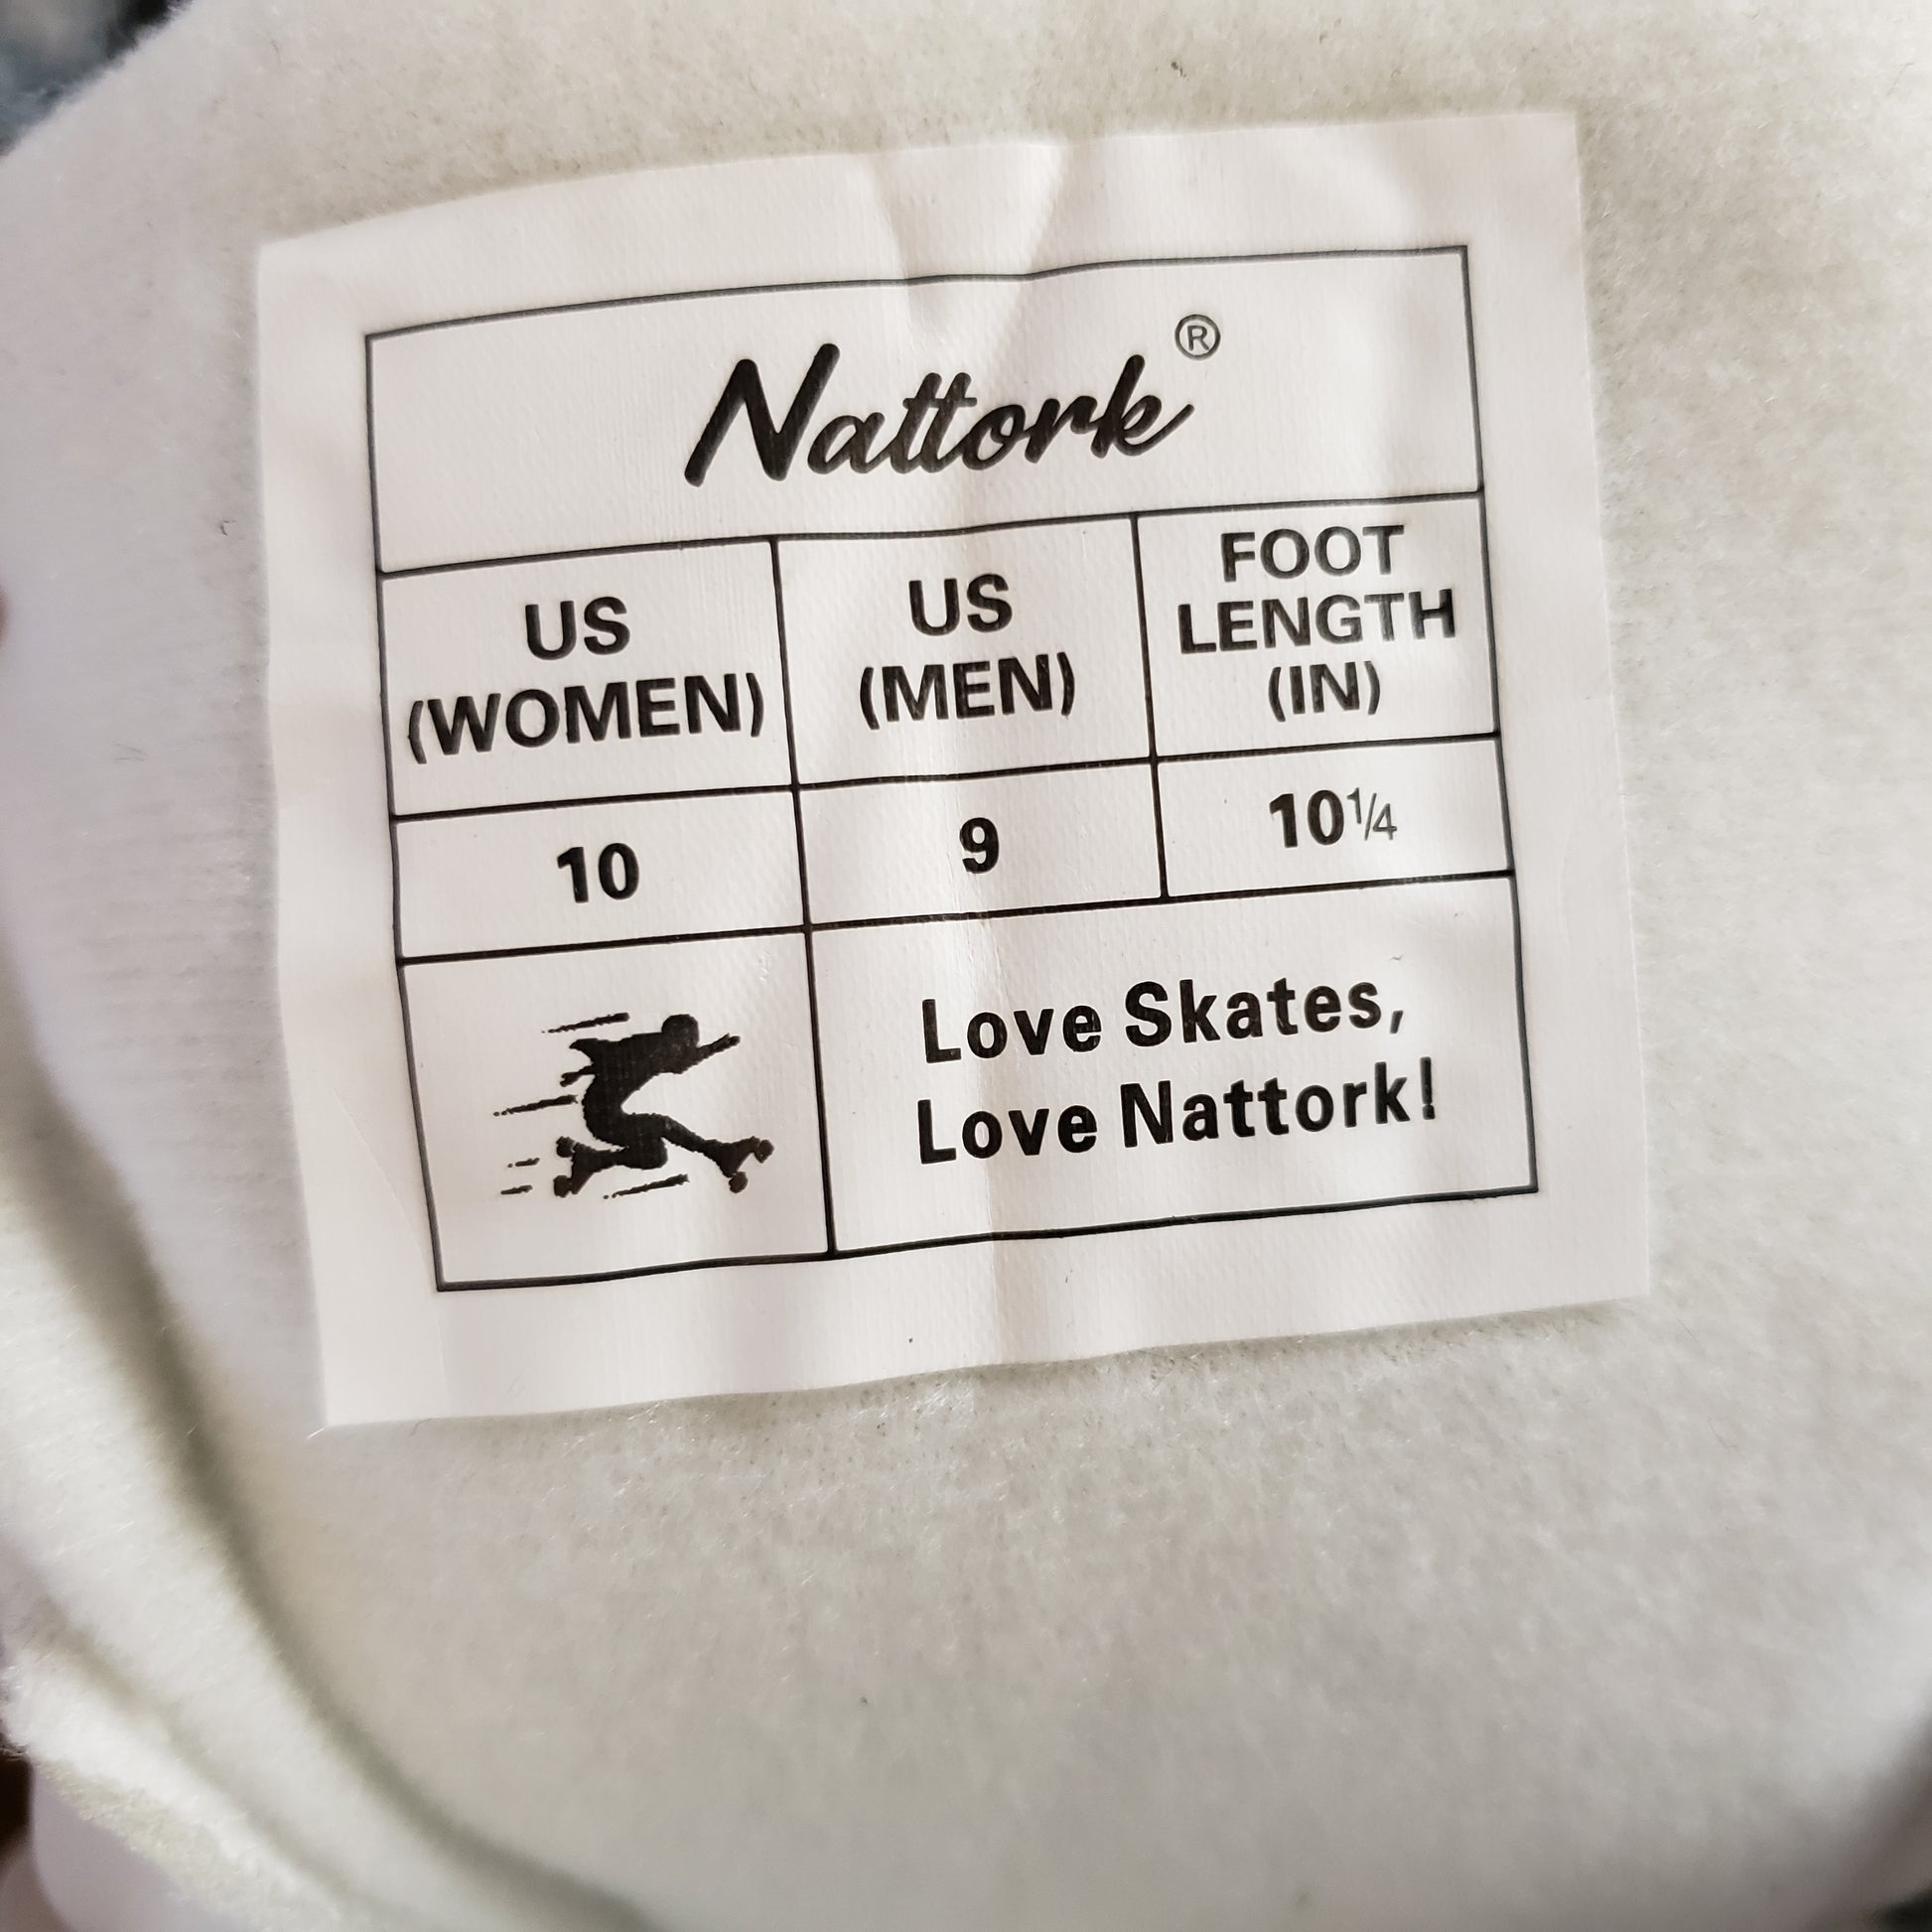 Nattork®
US
(WOMEN)
US
(MEN)
FOOT
LENGTH
(IN)
10
9
10¼
Love Skates,
Love Nattork!